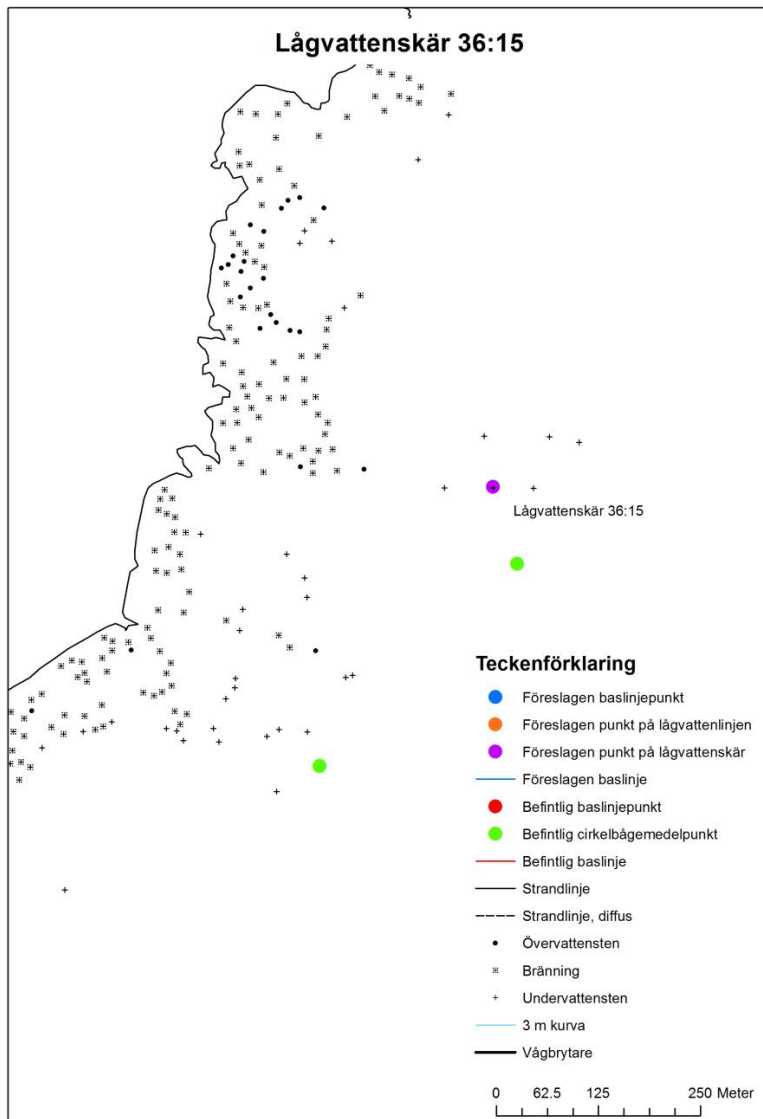 Lågvattenskär 36:15
Lågvattenskär 36:15
Teckenförklaring
Föreslagen baslinjepunkt
Föreslagen punkt på lågvattenlinjen
Föreslagen punkt på lågvattenskär
Föreslagen baslinje
Befintlig baslinjepunkt
Befintlig cirkelbågemedelpunkt
Befintlig baslinje
Strandlinje
Strandlinje, diffus
Övervattensten
Bränning
Undervattensten
3 m kurva
Vågbrytare
0 62.5 125 250 Meter